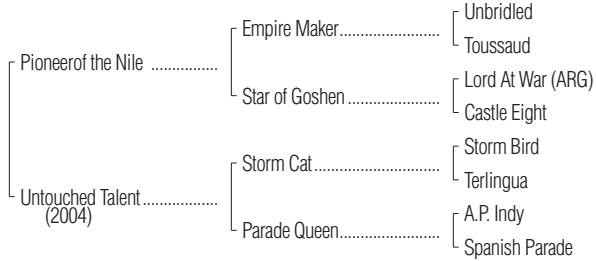 Unbridled
Empire Maker
Toussaud
Pioneerof the Nile
Lord At War (ARG)
Star of Goshen
Castle Eight
Storm Bird
Storm Cat
Terlingua
Untouched Talent
(2004)
A.P. Indy
Parade Queen
Spanish Parade